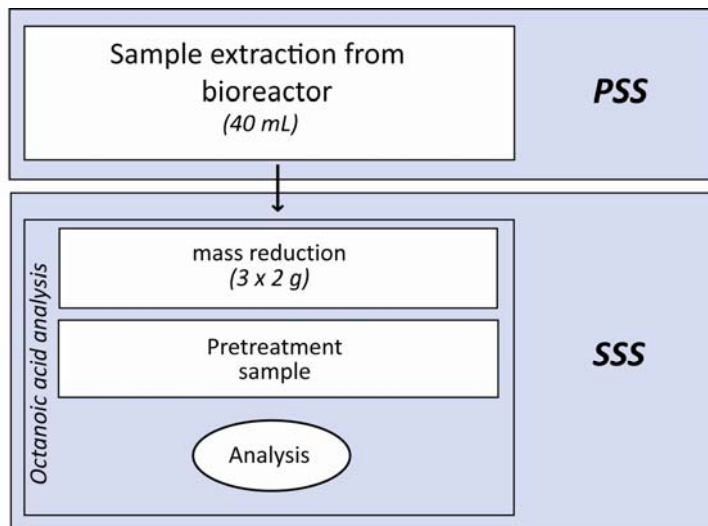 Sample extraction from
bioreactor
(40 mL)
PSS
Octanoic acid analysis
mass reduction
(3 x 2 g)
Pretreatment
sample
Analysis
SSS